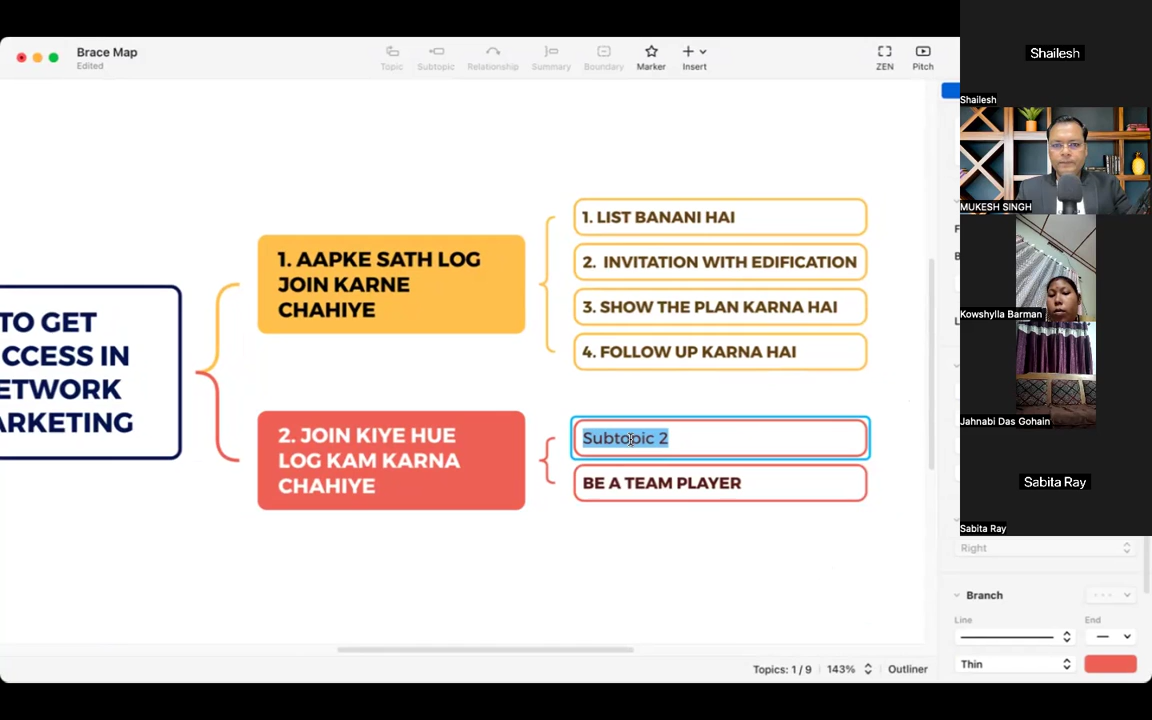 Brace Map
Edited
Topic
Subtopic
Relationship
Summary
Boundary
Marker
Insert
ZEN
Pitch
TO GET
CCESS IN
ETWORK
ARKETING
1. AAPKE SATH LOG
JOIN KARNE
CHAHIYE
1. LIST BANANI HAI
2. INVITATION WITH EDIFICATION
3. SHOW THE PLAN KARNA HAI
4. FOLLOW UP KARNA HAI
2. JOIN KIYE HUE
LOG KAM KARNA
CHAHIYE
Subtopic 2
BE A TEAM PLAYER
Shailesh
Shailesh
MUKESH SINGH
Kowshylla Barman
Jahnabi Das Gohain
Sabita Ray
Sabita Ray
Right
Branch
Line
End
Thin
Topics: 1 / 9
143%
Outliner